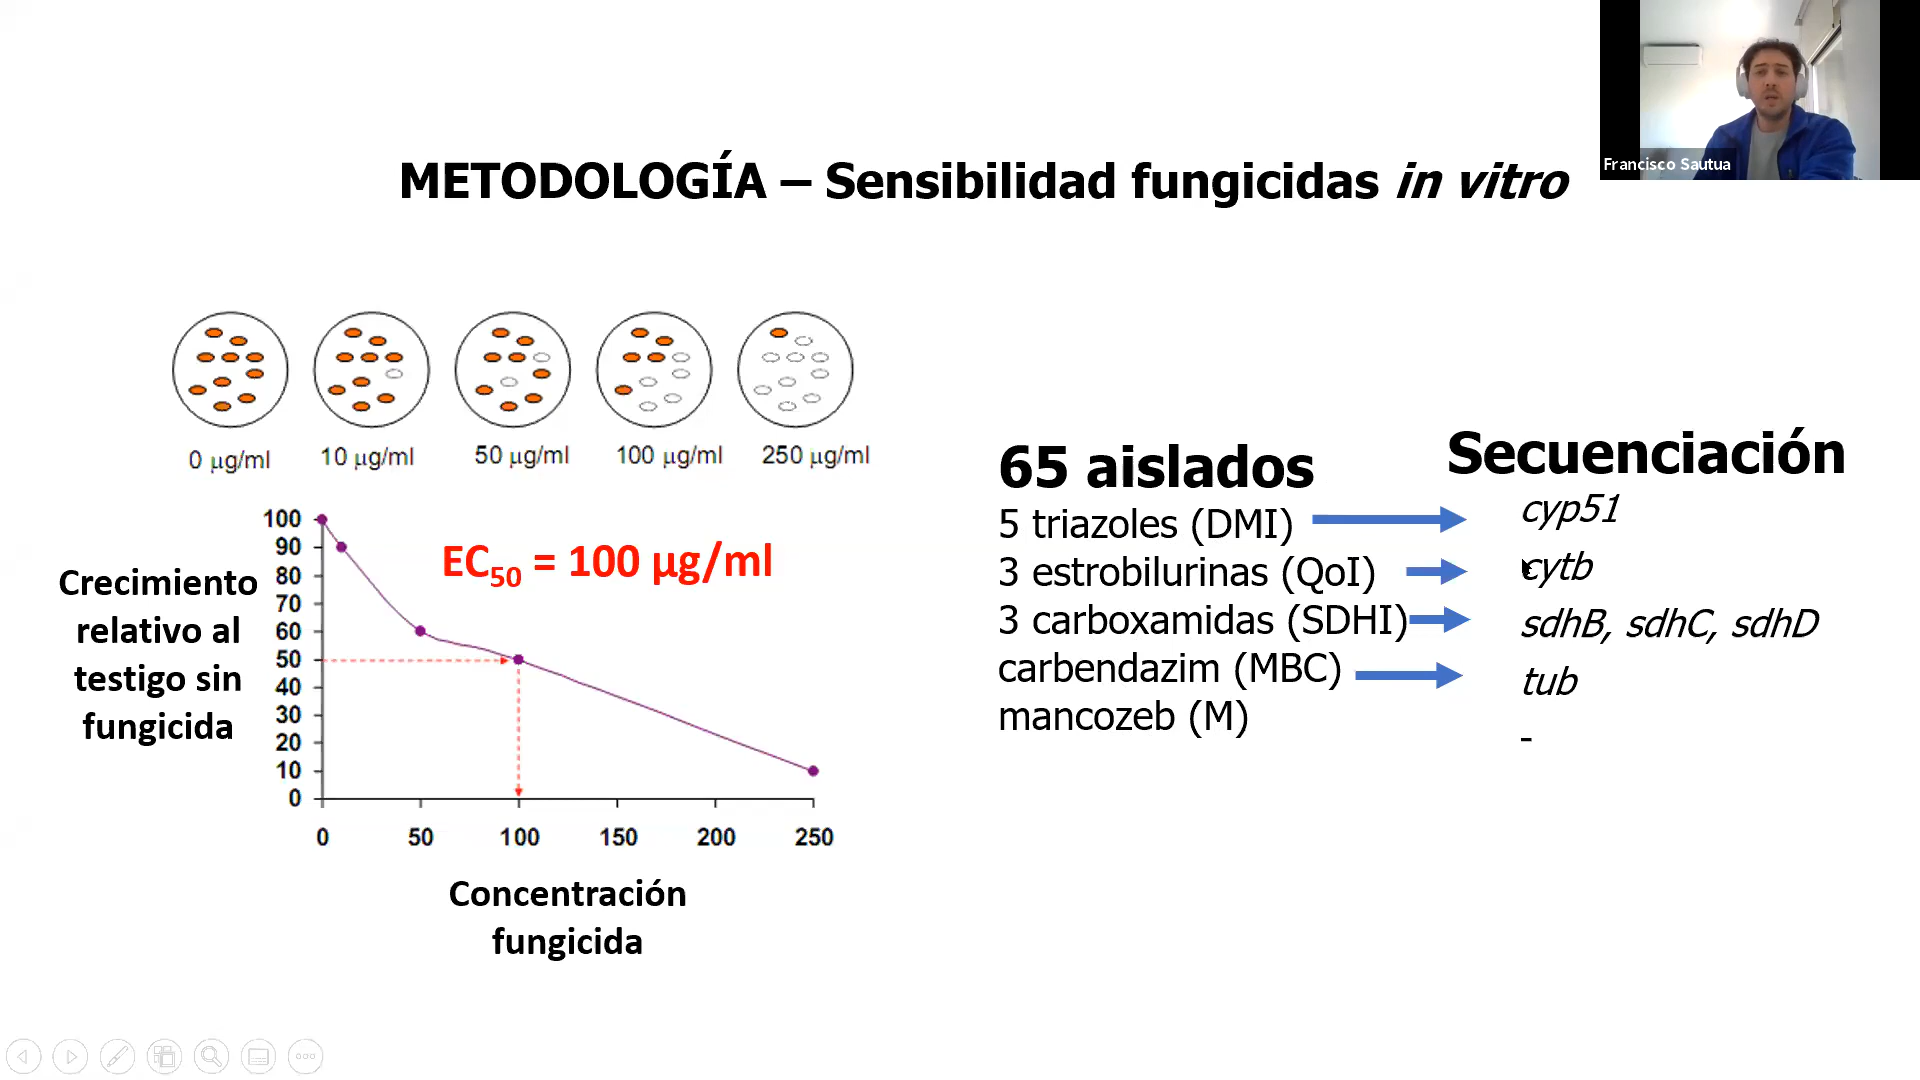 Francisco Sautua
METODOLOGÍA – Sensibilidad fungicidas in vitro
0 µg/ml
10 µg/ml
50 µg/ml
100 µg/ml
250 µg/ml
Crecimiento
relativo al
testigo sin
fungicida
100
90
80
70
60
50
40
30
20
10
0
EC50 = 100 µg/ml
0
50
100
150
200
250
Concentración
fungicida
65 aislados
5 triazoles (DMI)
3 estrobilurinas (QoI)
3 carboxamidas (SDHI)
carbendazim (MBC)
mancozeb (M)
Secuenciación
cyp51
cytb
sdhB, sdhC, sdhD
tub
-